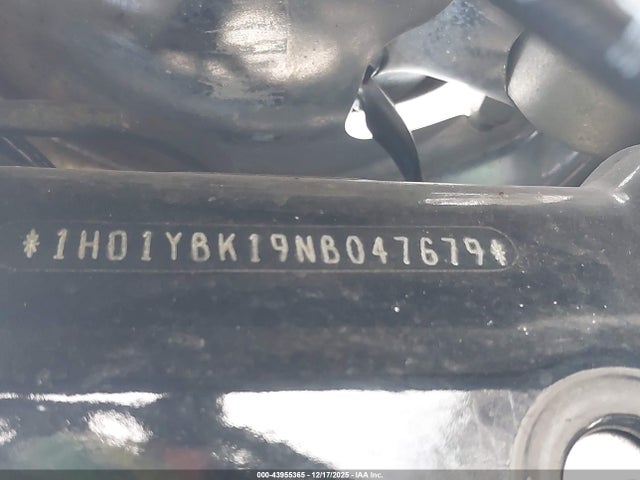 *1HD1YBK19NB047679*
000-43955365 | 12/17/2025 | IAA Inc.